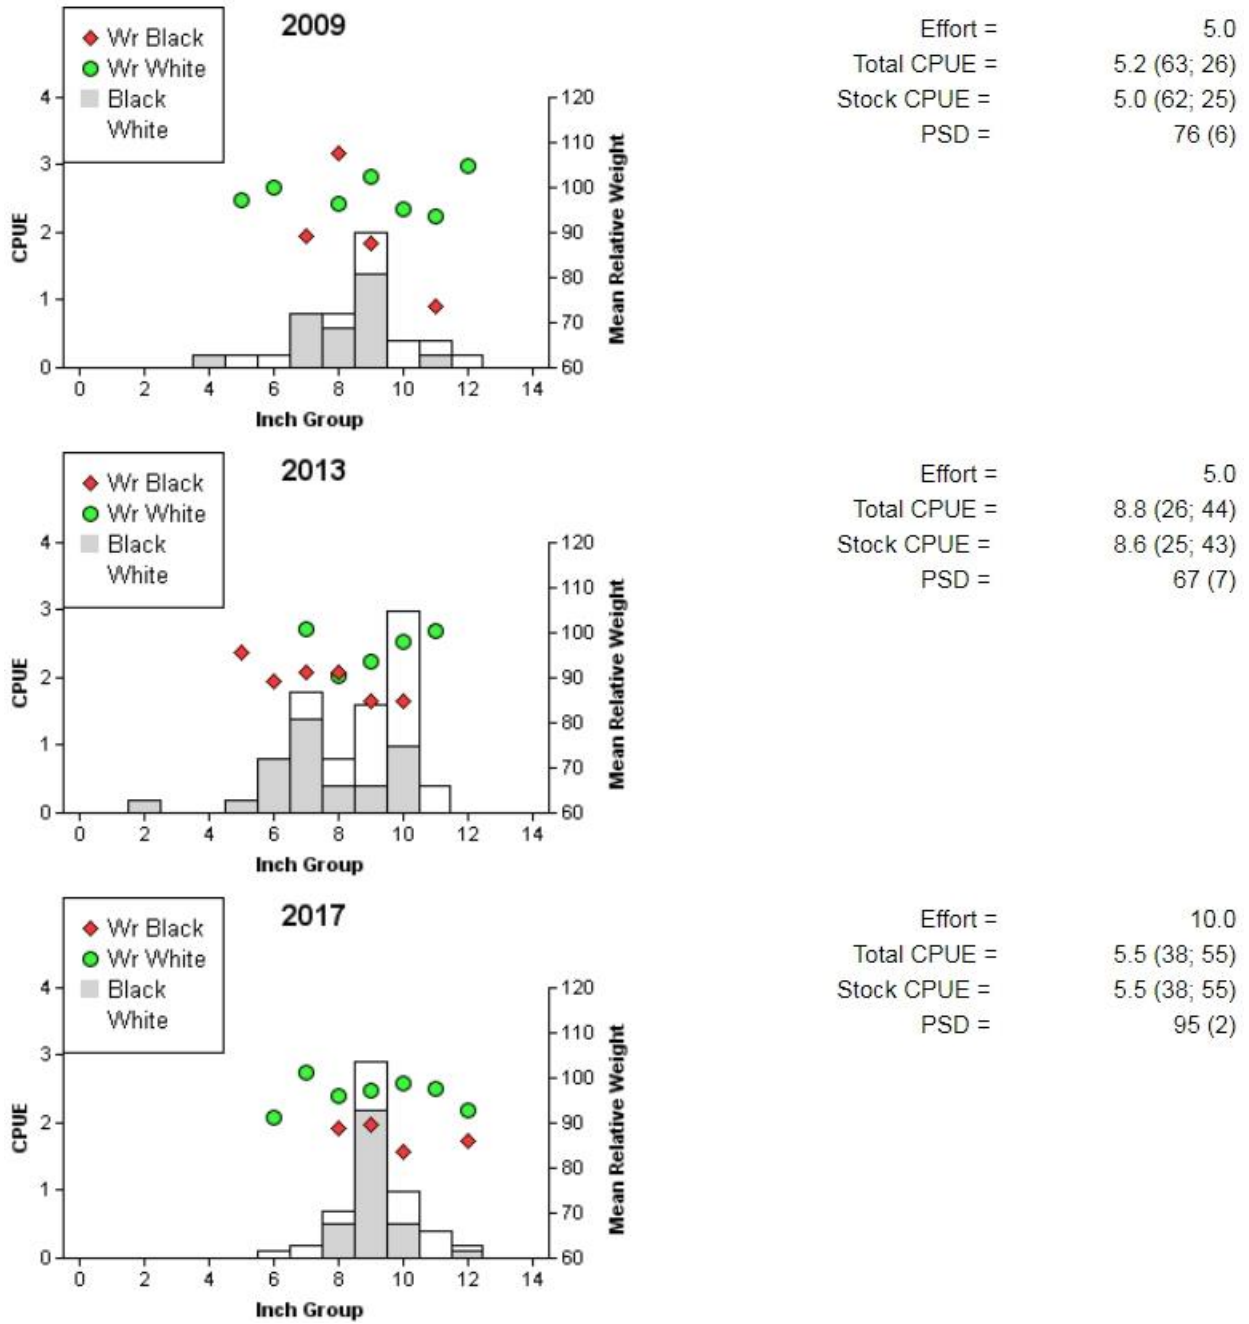 2009
Wr Black
Wr White
Black
White
4
3
2
1
0
CPUE
120
110
100
90
80
70
60
Mean Relative Weight
0 2 4 6 8 10 12 14
Inch Group
Effort = 5.0
Total CPUE = 5.2 (63; 26)
Stock CPUE = 5.0 (62; 25)
PSD = 76 (6)
2013
Wr Black
Wr White
Black
White
4
3
2
1
0
CPUE
120
110
100
90
80
70
60
Mean Relative Weight
0 2 4 6 8 10 12 14
Inch Group
Effort = 5.0
Total CPUE = 8.8 (26; 44)
Stock CPUE = 8.6 (25; 43)
PSD = 67 (7)
2017
Wr Black
Wr White
Black
White
4
3
2
1
0
CPUE
120
110
100
90
80
70
60
Mean Relative Weight
0 2 4 6 8 10 12 14
Inch Group
Effort = 10.0
Total CPUE = 5.5 (38; 55)
Stock CPUE = 5.5 (38; 55)
PSD = 95 (2)